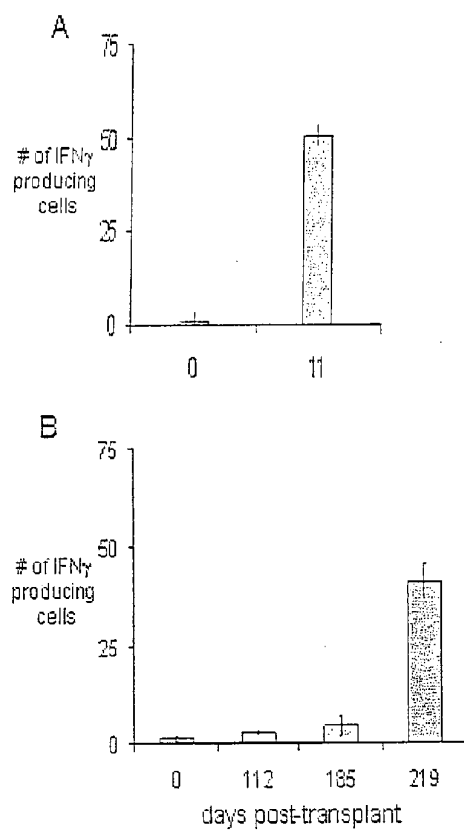 A
75
50
25
0
# of IFNγ
producing
cells
0 11
B
75
50
25
0
# of IFNγ
producing
cells
0 112 185 219
days post-transplant